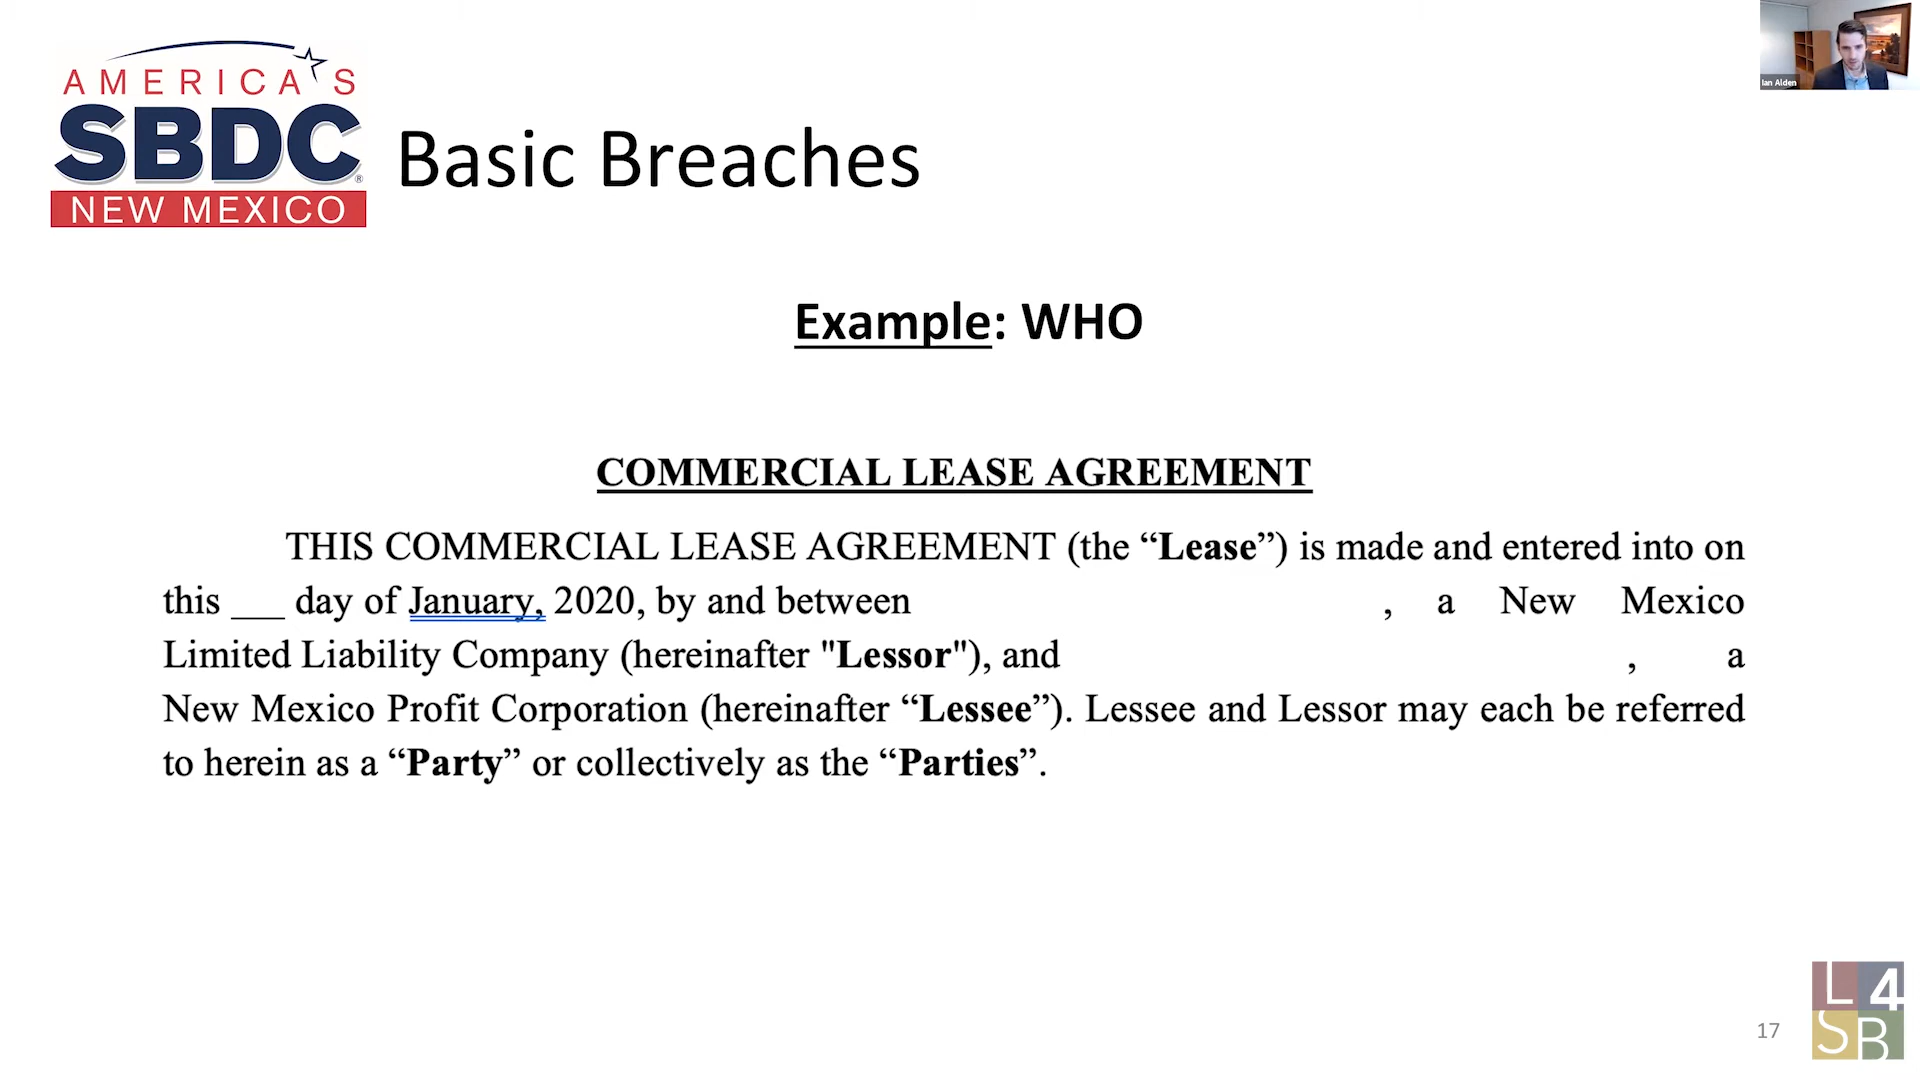 AMERICA'S
SBDC®
NEW MEXICO
Basic Breaches
Ian Alden
Example: WHO
COMMERCIAL LEASE AGREEMENT
THIS COMMERCIAL LEASE AGREEMENT (the “Lease”) is made and entered into on
this ___ day of January, 2020, by and between , a New Mexico
Limited Liability Company (hereinafter "Lessor"), and , a
New Mexico Profit Corporation (hereinafter “Lessee”). Lessee and Lessor may each be referred
to herein as a “Party” or collectively as the “Parties”.
17
L4
SB